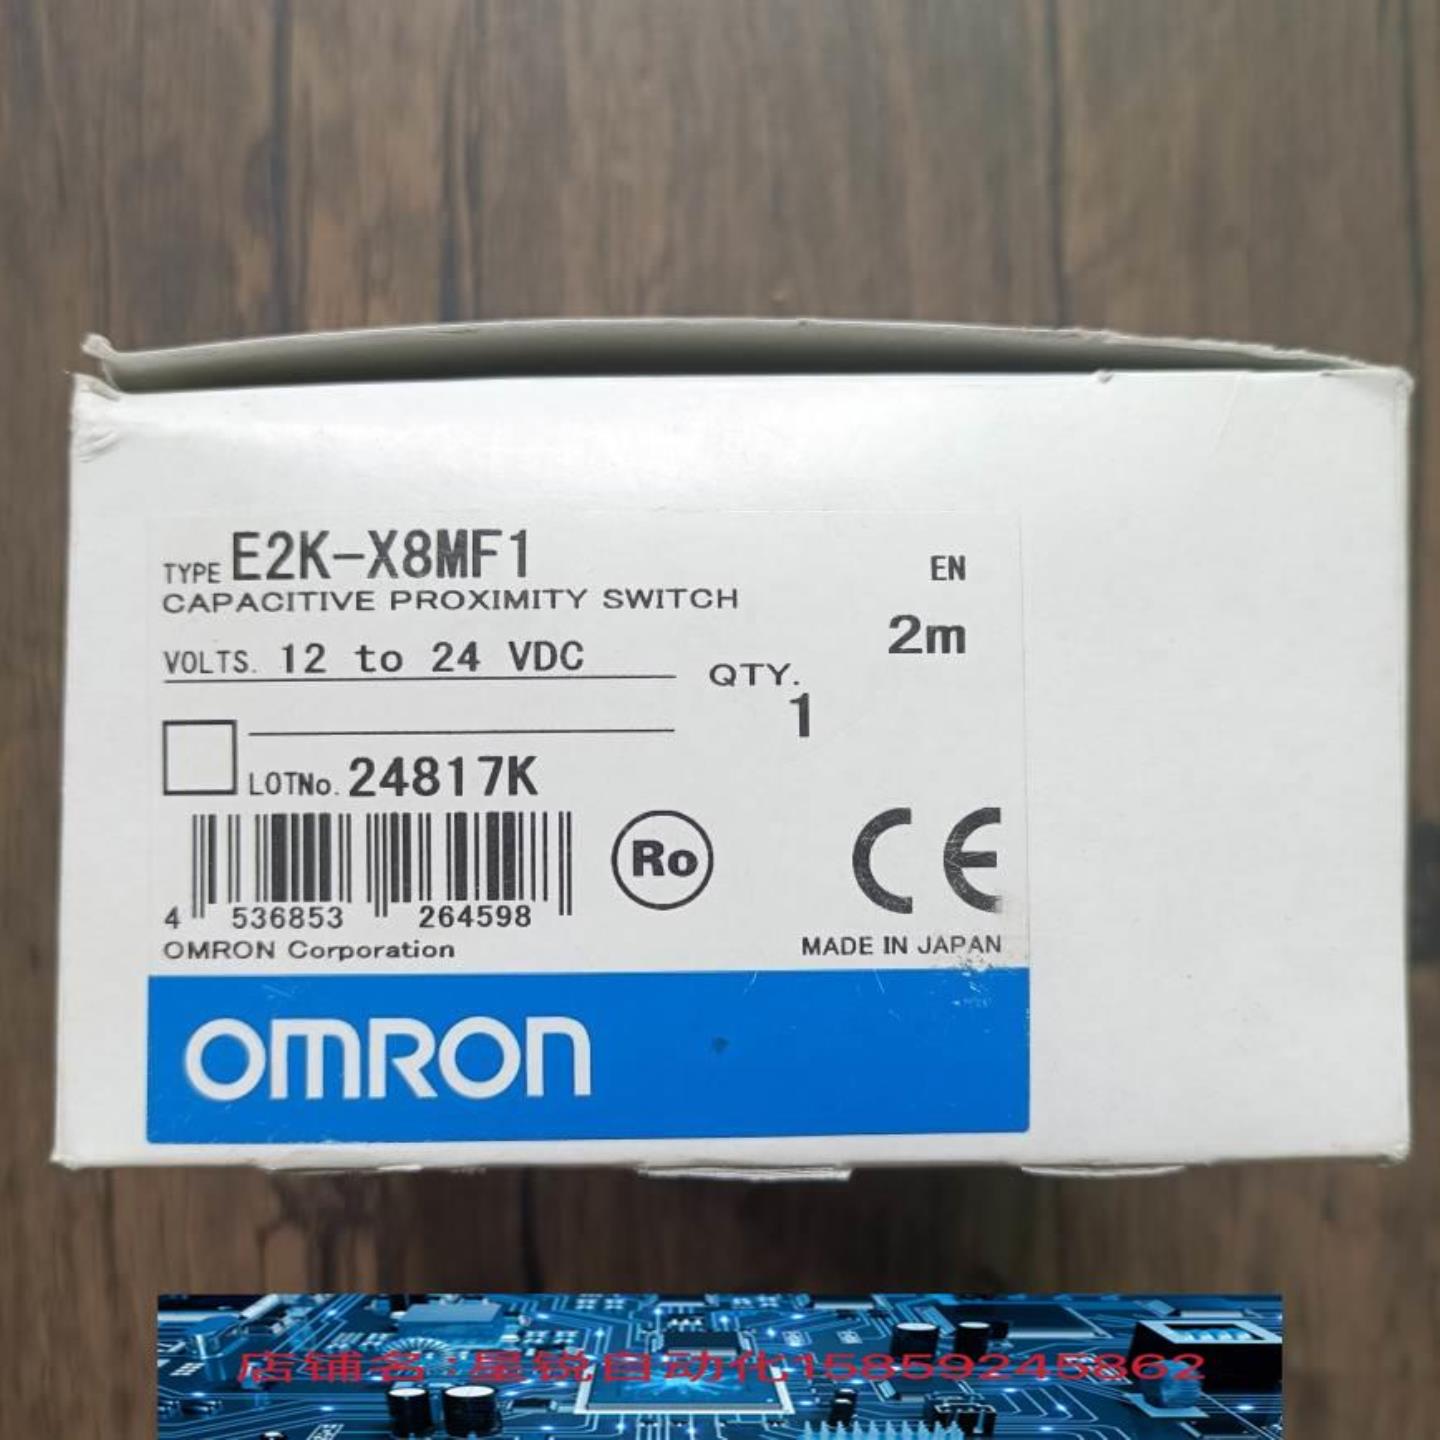 TYPE E2K-X8MF1
EN
CAPACITIVE PROXIMITY SWITCH
2m
VOLTS. 12 to 24 VDC
QTY.
1
LOTNo. 24817K
Ro
CE
4 536853 264598
OMRON Corporation
MADE IN JAPAN
OMRON
店铺名:星锐自动化15859245862